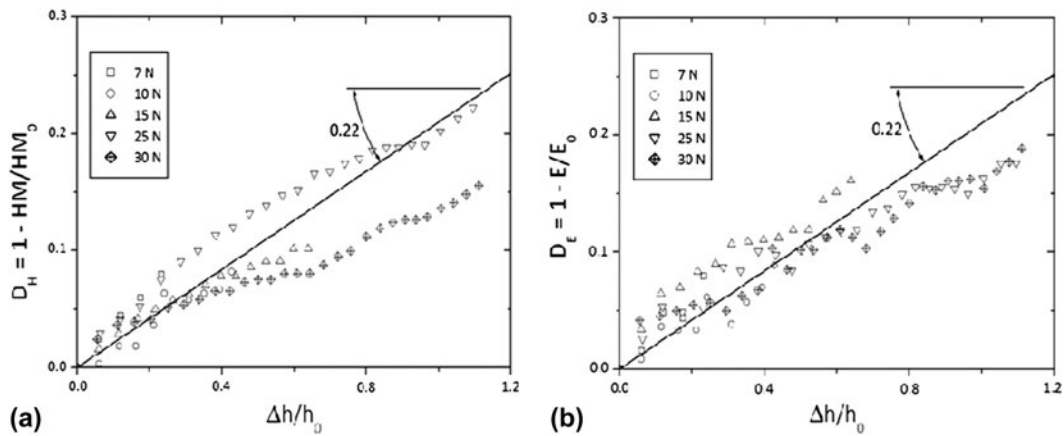 0.3
0.2
0.1
0.0
D_H = 1 - HM/HM_0
7 N
10 N
15 N
25 N
30 N
0.22
0.0 0.4 0.8 1.2
Δh/h_0
(a)
0.3
0.2
0.1
0.0
D_E = 1 - E/E_0
7 N
10 N
15 N
25 N
30 N
0.22
0.0 0.4 0.8 1.2
Δh/h_0
(b)